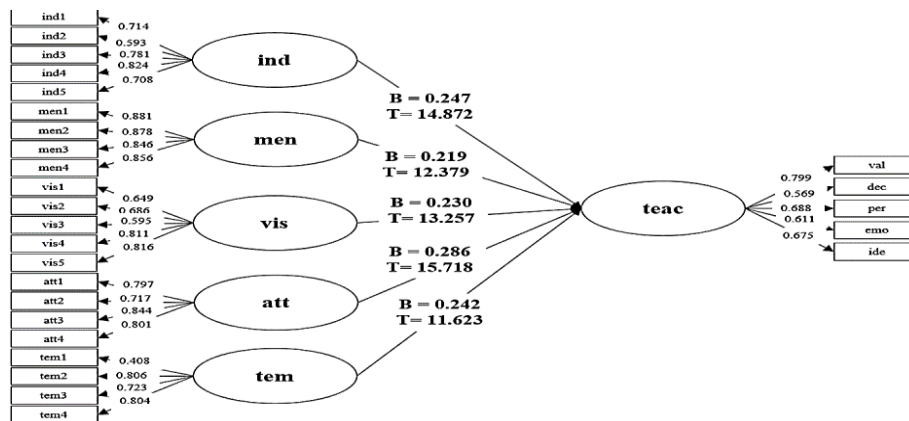 ind1
ind2
ind3
ind4
ind5
0.714
0.593
0.781
0.824
0.708
ind
men1
men2
men3
men4
0.881
0.878
0.846
0.856
men
vis1
vis2
vis3
vis4
vis5
0.649
0.686
0.595
0.811
0.816
vis
att1
att2
att3
att4
0.797
0.717
0.844
0.801
att
tem1
tem2
tem3
tem4
0.408
0.806
0.723
0.804
tem
B = 0.247
T= 14.872
B = 0.219
T= 12.379
B = 0.230
T= 13.257
B = 0.286
T= 15.718
B = 0.242
T= 11.623
teac
0.799
0.569
0.688
0.611
0.675
val
dec
per
emo
ide